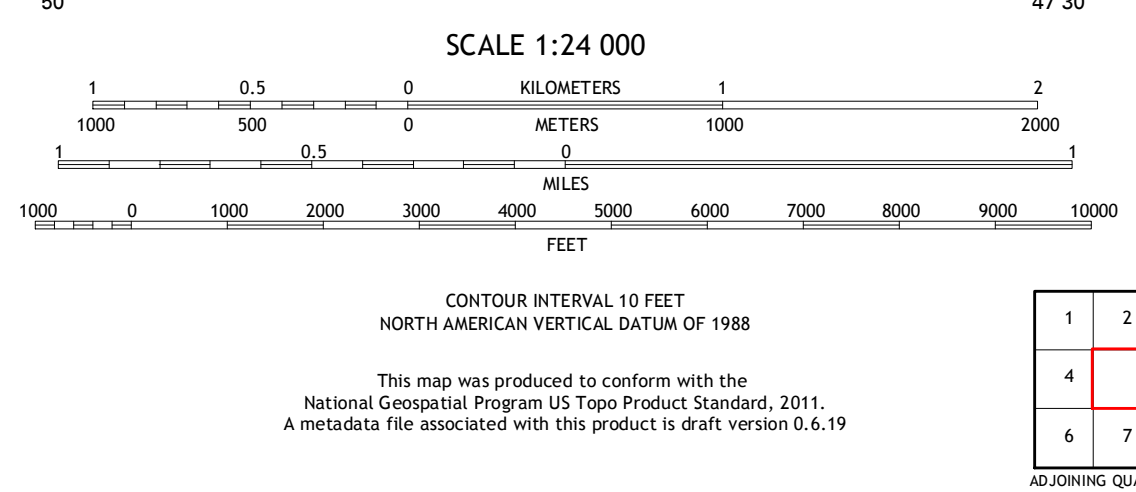 50 47 30
SCALE 1:24 000
1 0.5 0 KILOMETERS 1 2
1000 500 0 METERS 1000 2000
1 0.5 0 1
MILES
1000 0 1000 2000 3000 4000 5000 6000 7000 8000 9000 10000
FEET
CONTOUR INTERVAL 10 FEET
NORTH AMERICAN VERTICAL DATUM OF 1988
This map was produced to conform with the
National Geospatial Program US Topo Product Standard, 2011.
A metadata file associated with this product is draft version 0.6.19
1 2
4
6 7
ADJOINING